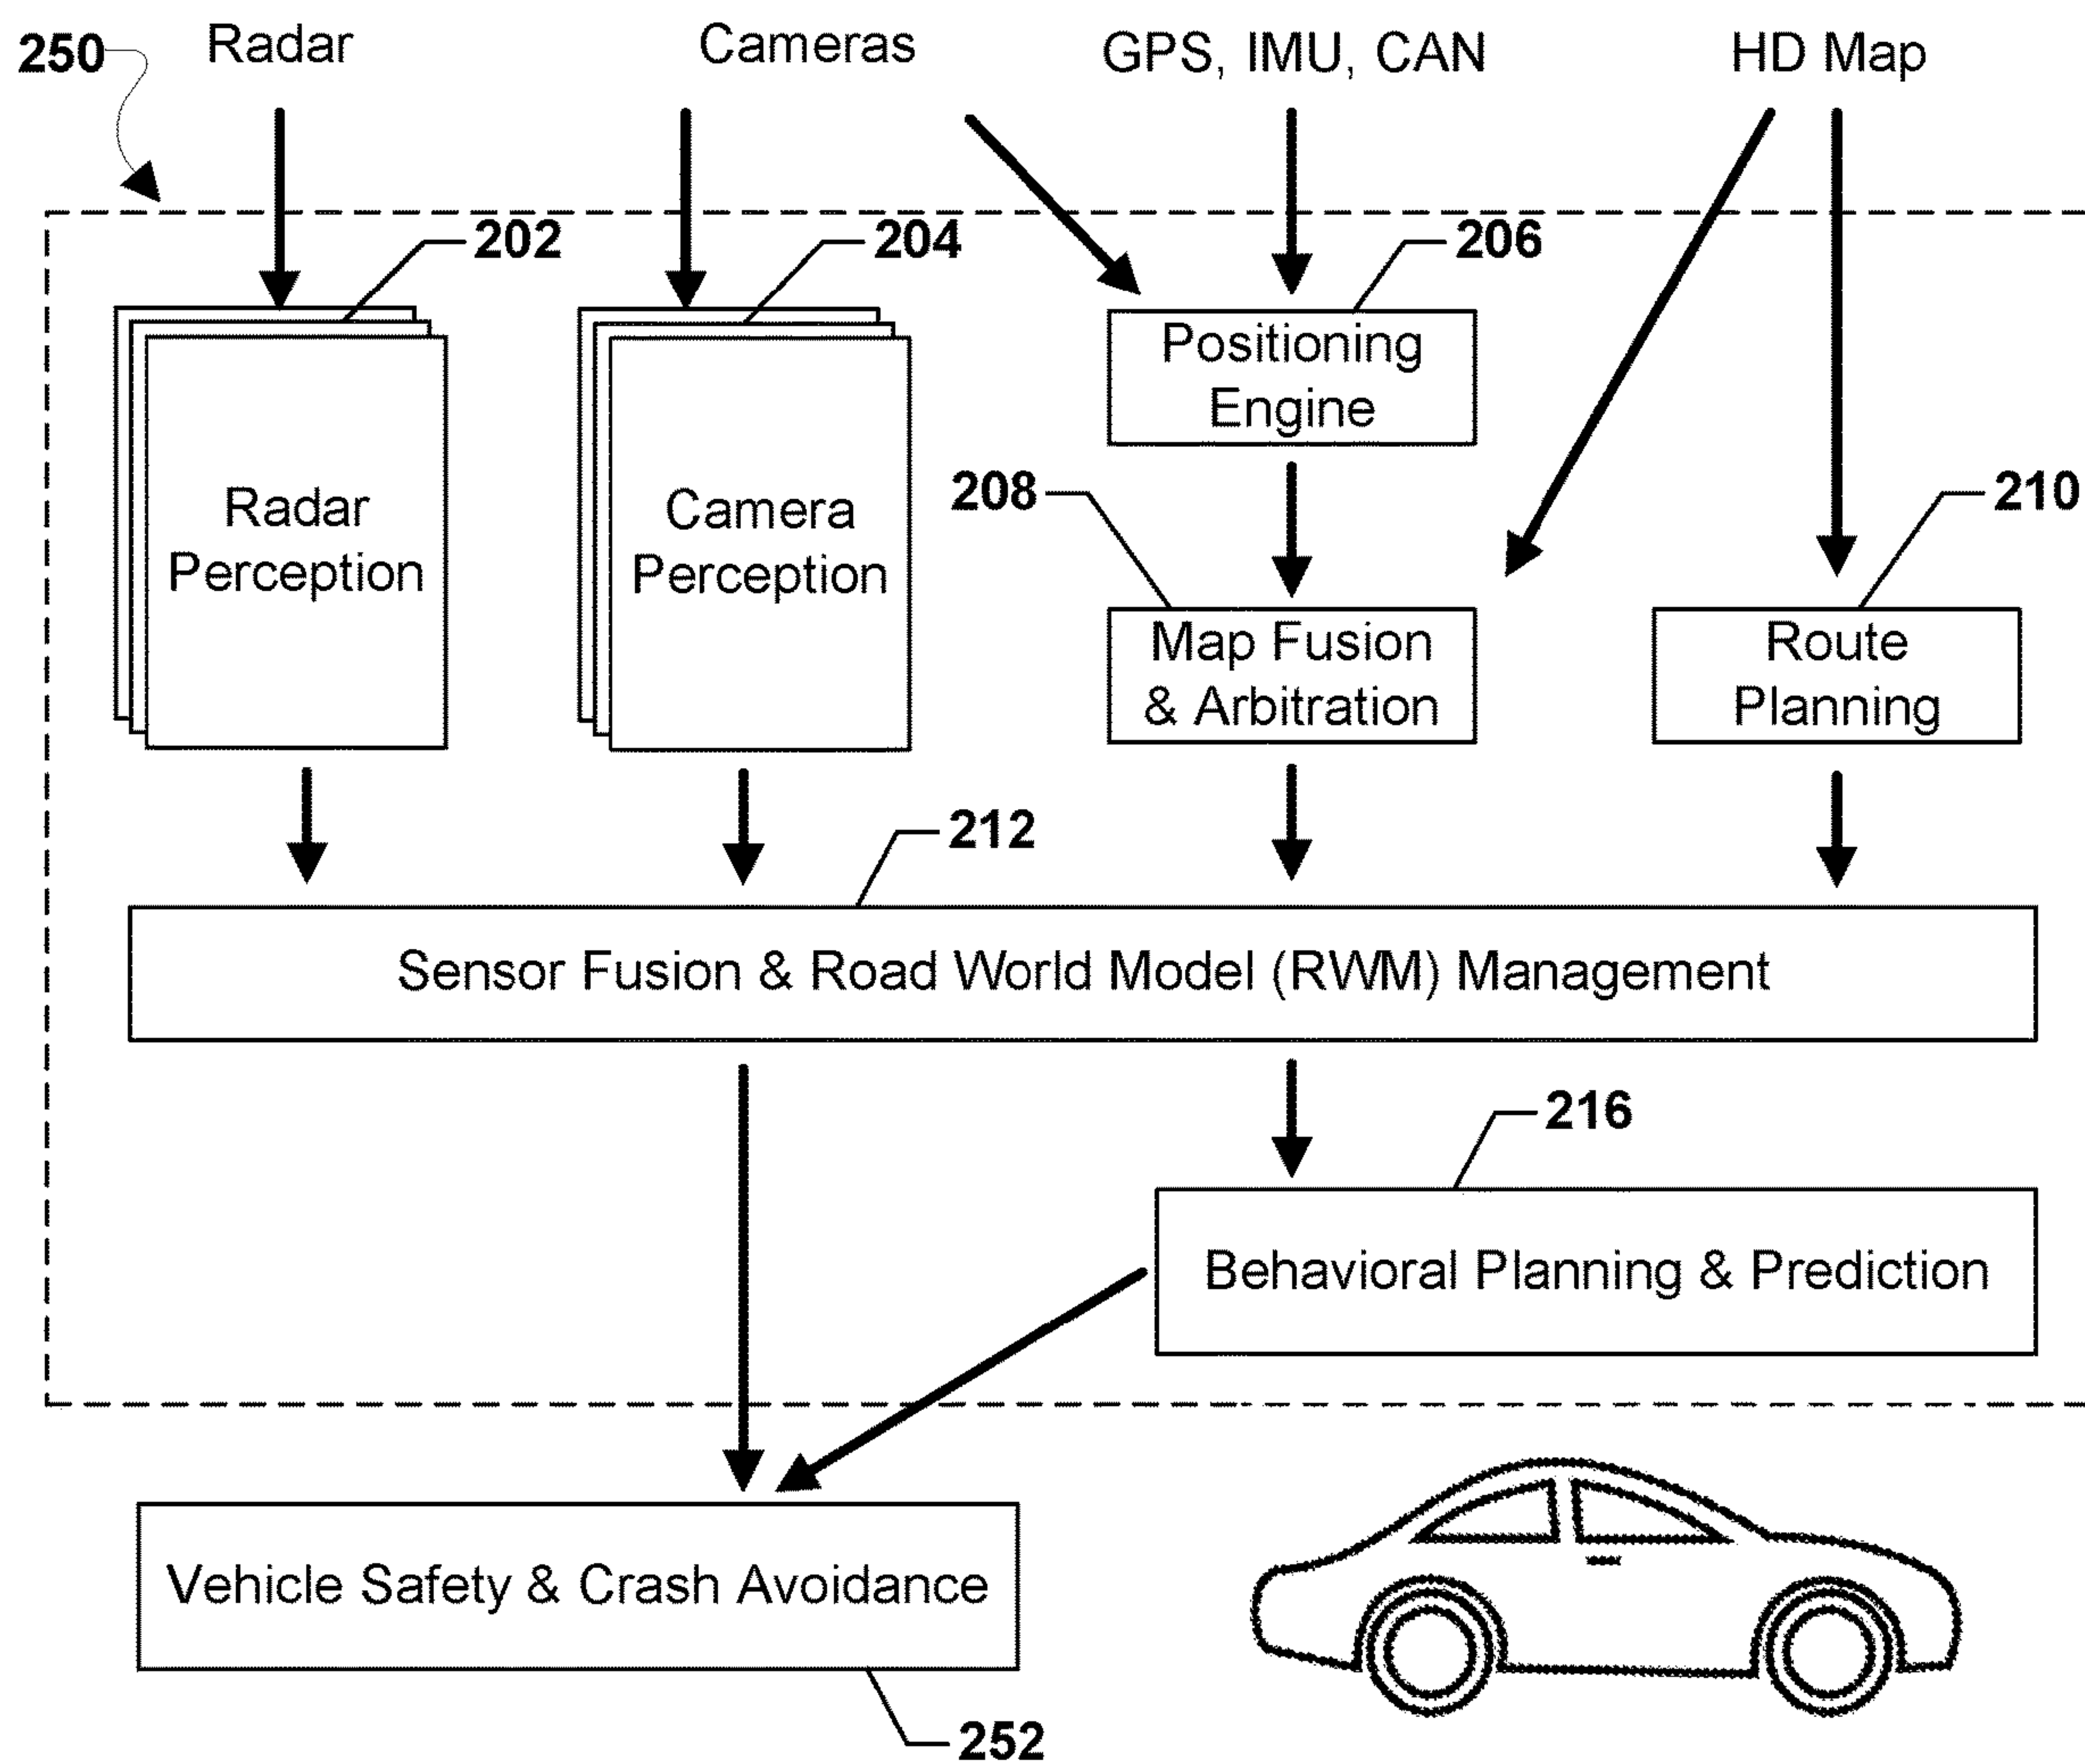 250
Radar
Cameras
GPS, IMU, CAN
HD Map
202
204
206
Positioning
Engine
208
210
Radar
Perception
Camera
Perception
Map Fusion
& Arbitration
Route
Planning
212
Sensor Fusion & Road World Model (RWM) Management
216
Behavioral Planning & Prediction
Vehicle Safety & Crash Avoidance
252